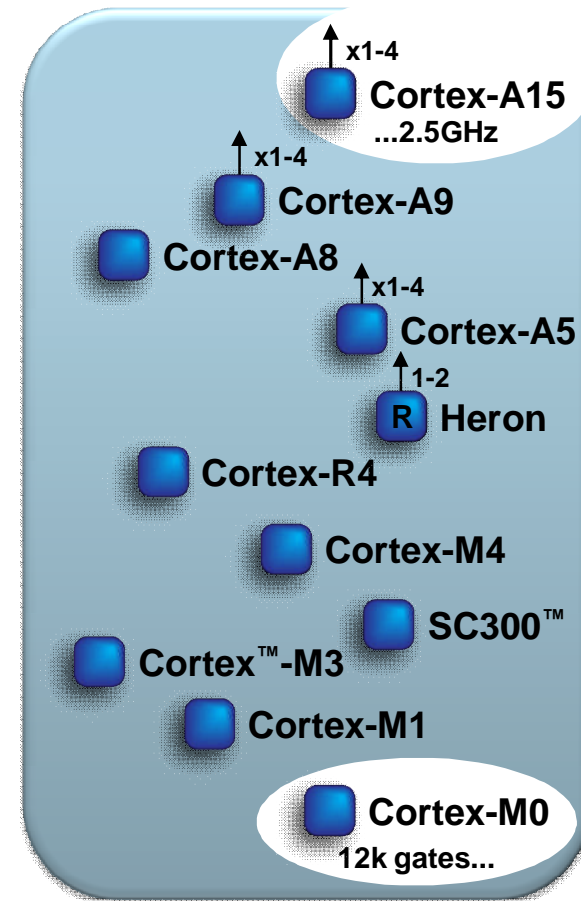 x1-4
Cortex-A15
...2.5GHz
x1-4
Cortex-A9
Cortex-A8
x1-4
Cortex-A5
1-2
R Heron
Cortex-R4
Cortex-M4
SC300™
Cortex™-M3
Cortex-M1
Cortex-M0
12k gates...